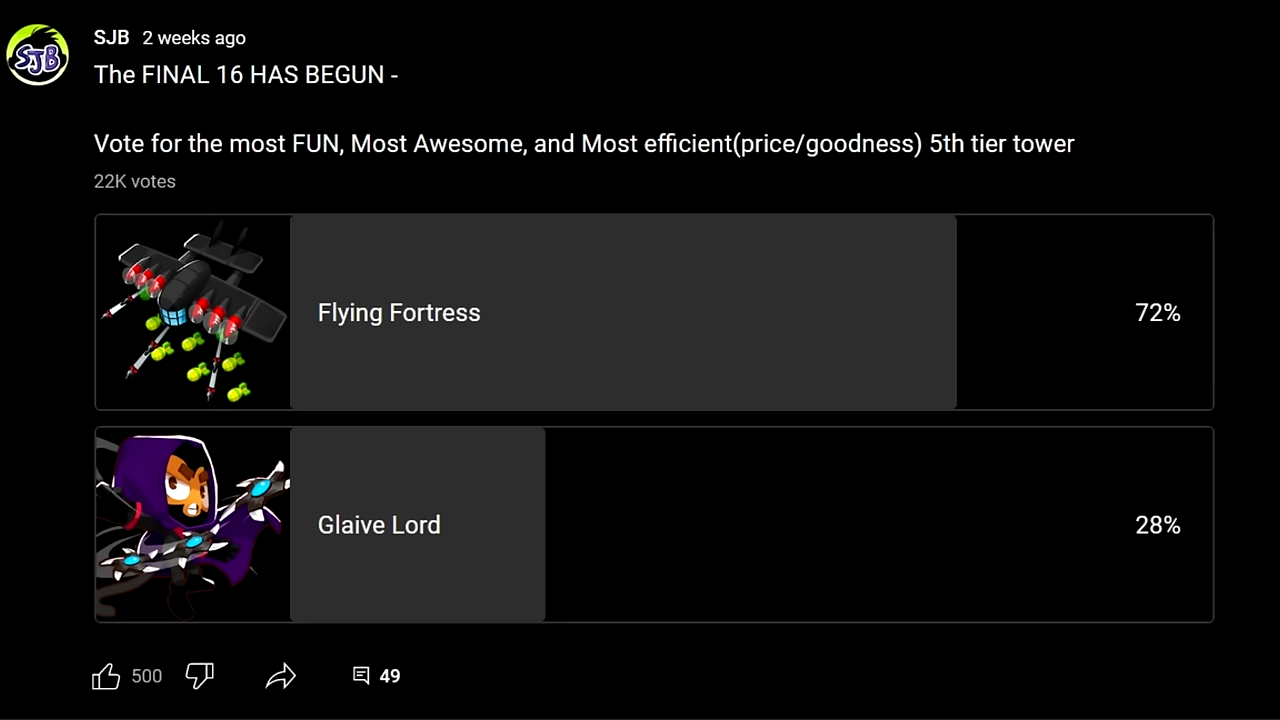 SJB 2 weeks ago
SJB
The FINAL 16 HAS BEGUN -
Vote for the most FUN, Most Awesome, and Most efficient(price/goodness) 5th tier tower
22K votes
Flying Fortress 72%
Glaive Lord 28%
500 49